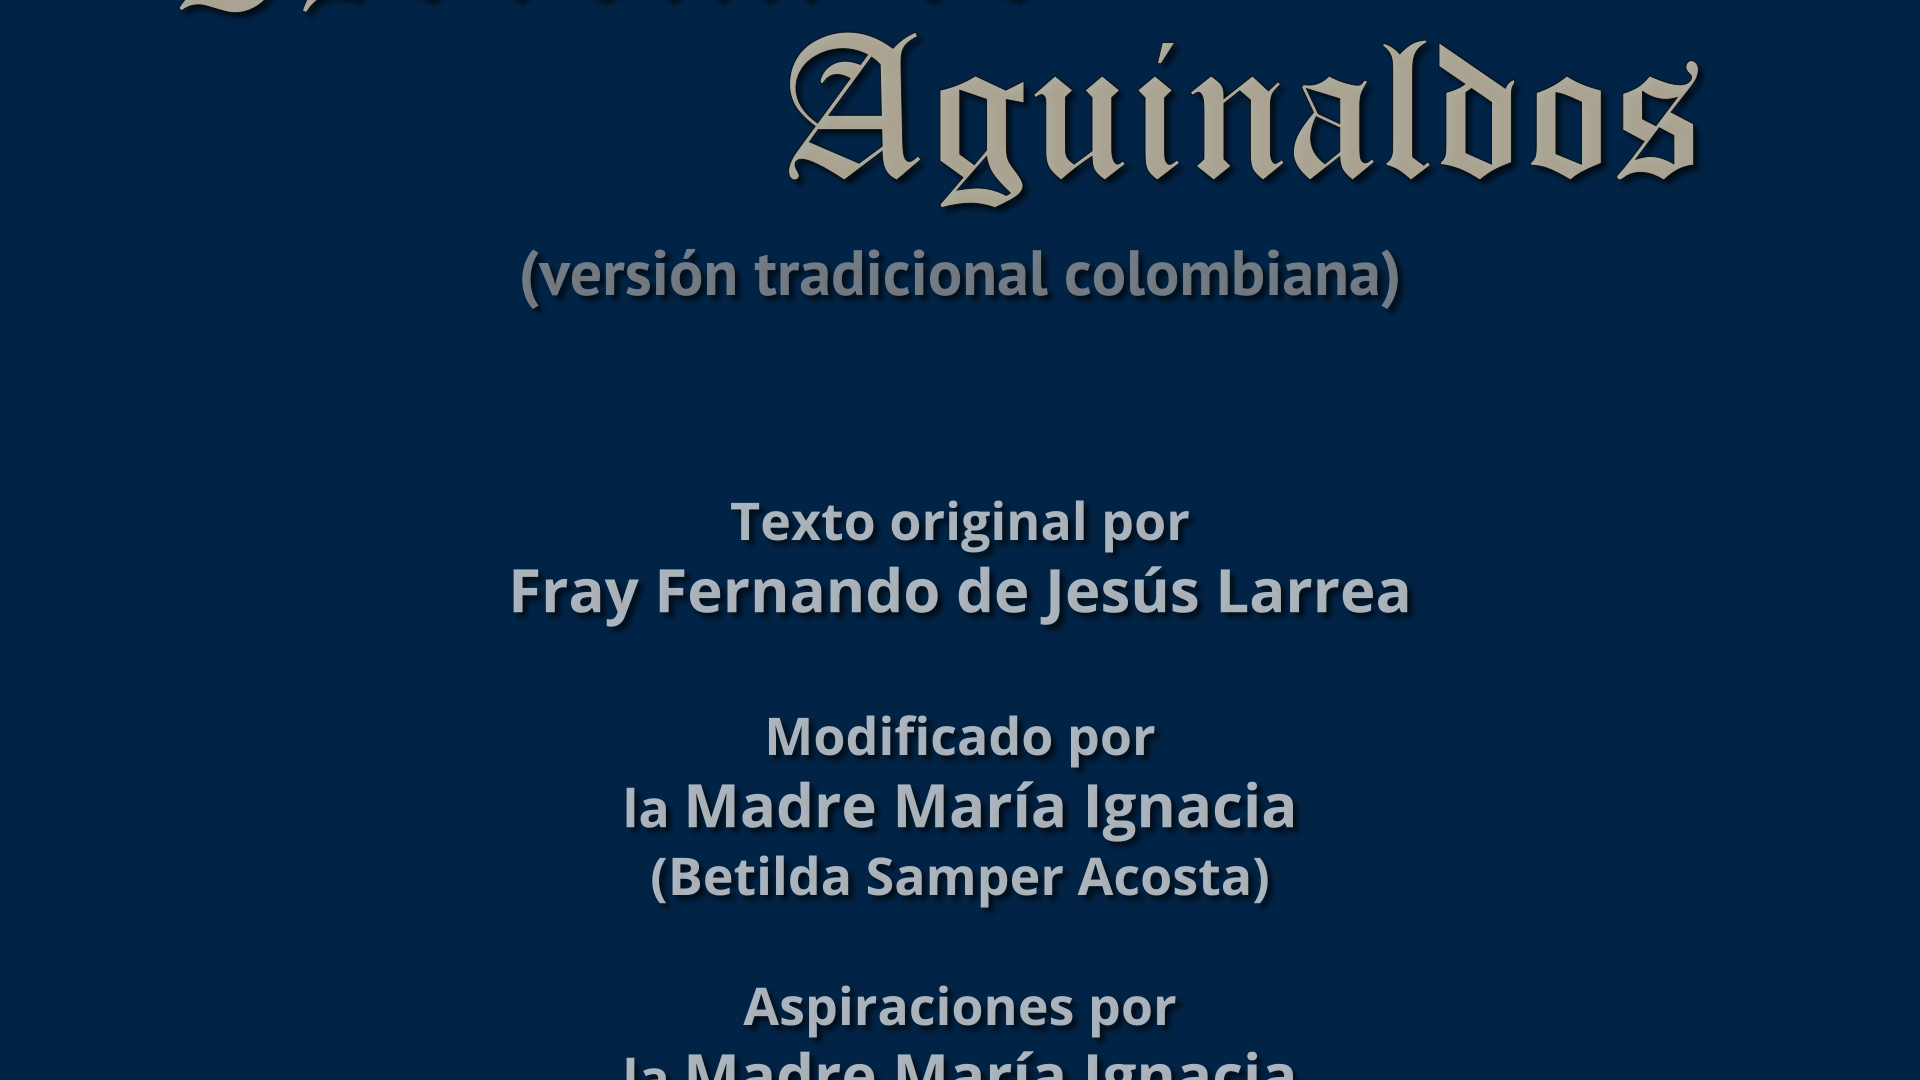 Aguinaldos
(versión tradicional colombiana)
Texto original por
Fray Fernando de Jesús Larrea
Modificado por
la Madre María Ignacia
(Betilda Samper Acosta)
Aspiraciones por
la Madre María Ignacia